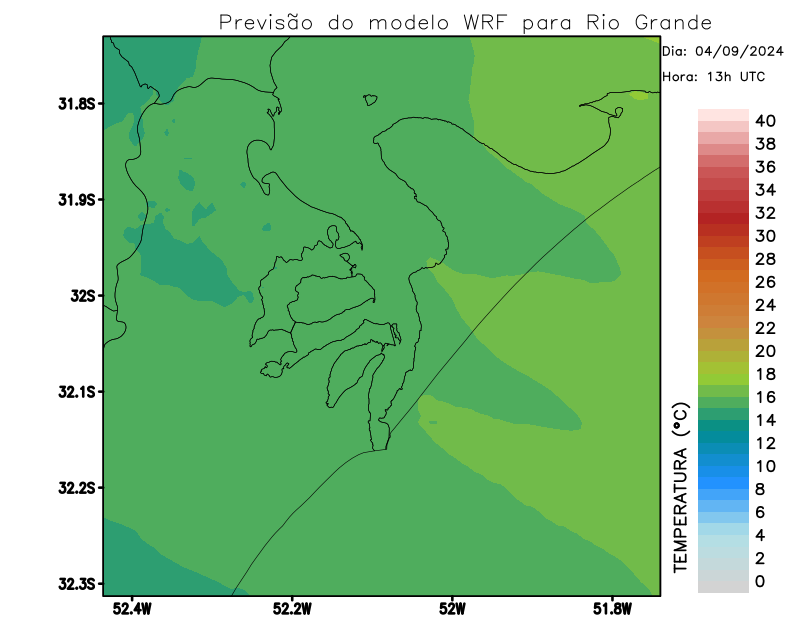 Previsão do modelo WRF para Rio Grande
Dia: 04/09/2024
Hora: 13h UTC
31.8S
31.9S
32S
32.1S
32.2S
32.3S
52.4W
52.2W
52W
51.8W
TEMPERATURA (°C)
40
38
36
34
32
30
28
26
24
22
20
18
16
14
12
10
8
6
4
2
0